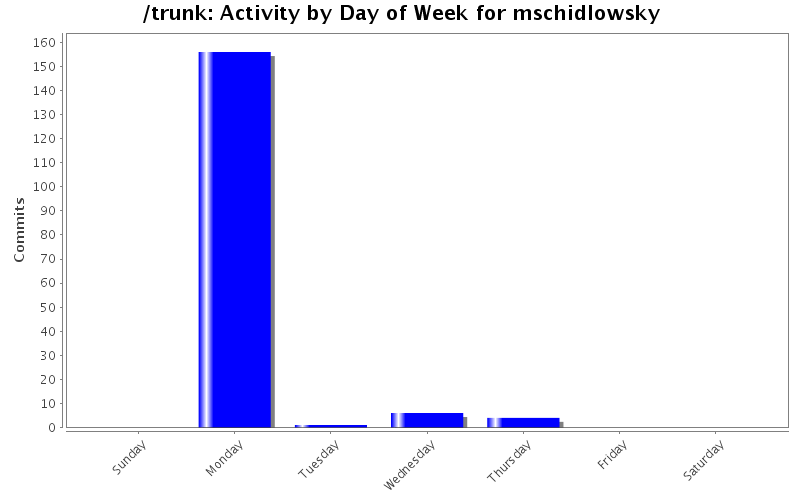 /trunk: Activity by Day of Week for mschidlowsky
160
150
140
130
120
110
100
90
80
70
60
50
40
30
20
10
0
Commits
Sunday
Monday
Tuesday
Wednesday
Thursday
Friday
Saturday